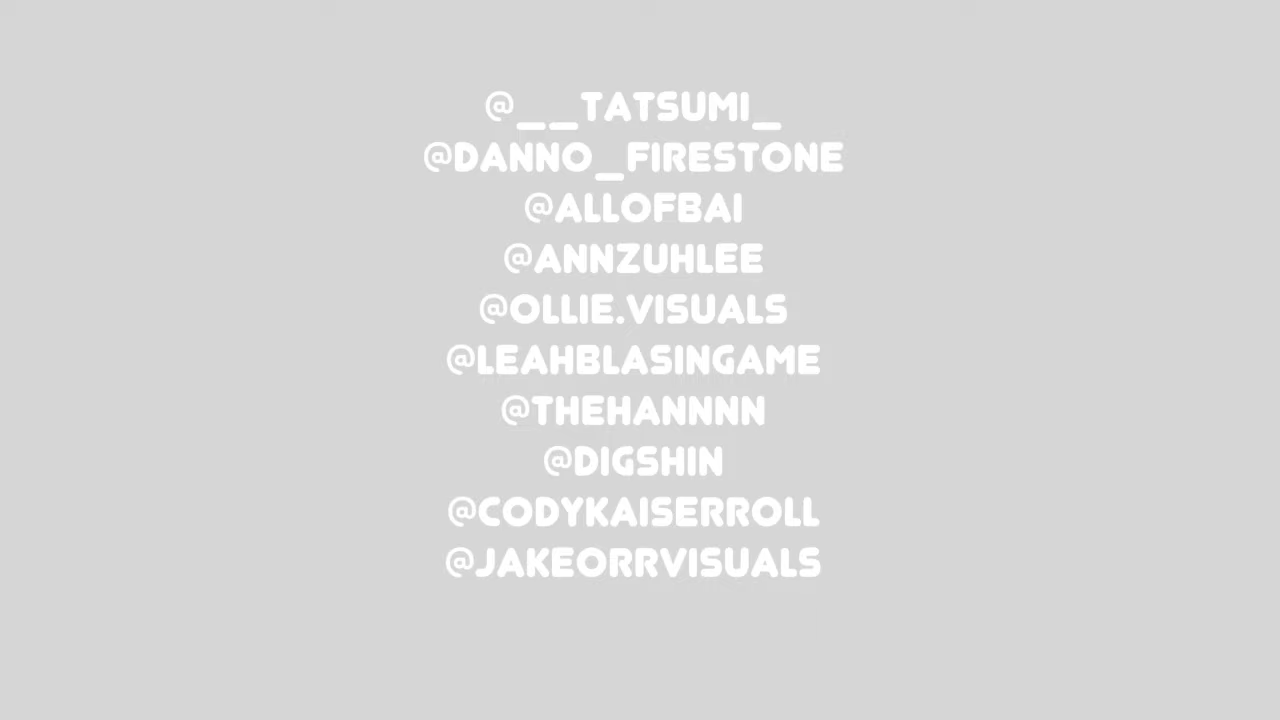 @__TATSUMI_
@DANNO_FIRESTONE
@ALLOFBAI
@ANNZUHLEE
@OLLIE.VISUALS
@LEAHBLASINGAME
@THEHANNNN
@DIGSHIN
@CODYKAISERROLL
@JAKEORRVISUALS